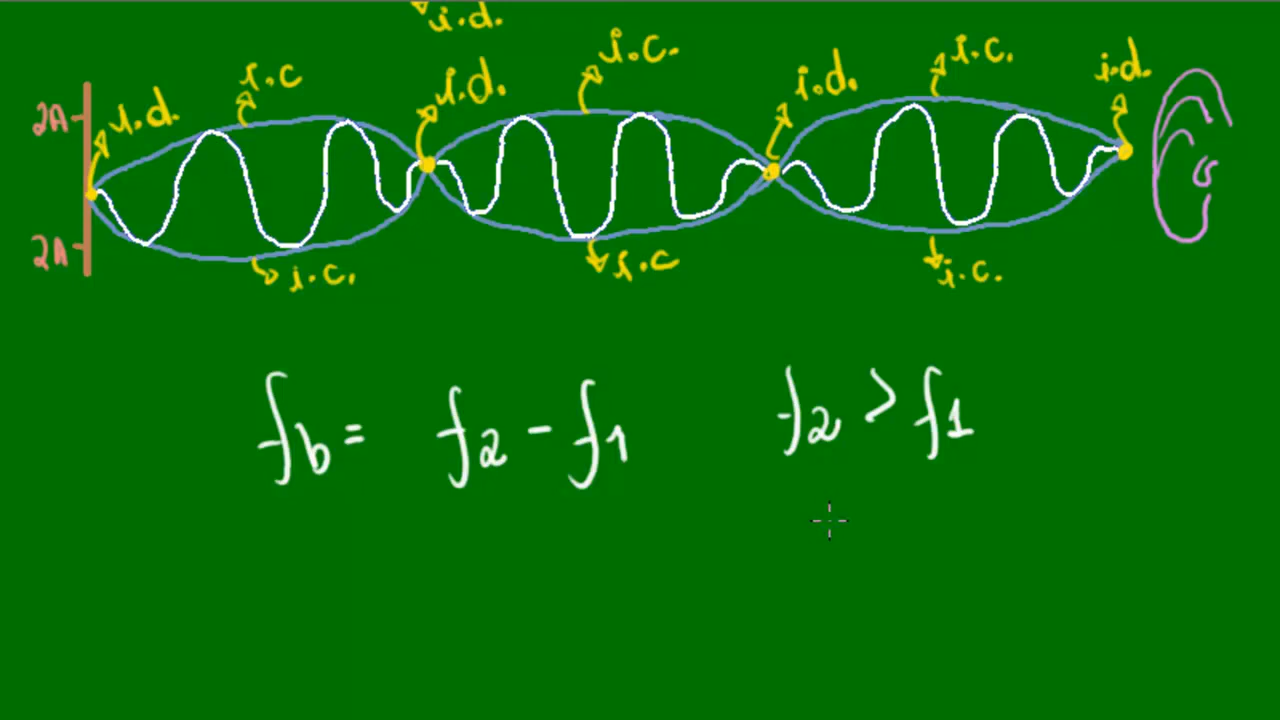 i.d.
i.c i.d. i.c. i.d. i.c. i.d.
2A i.d.
2A i.c. i.c i.c.
fb = f2 - f1 f2 > f1